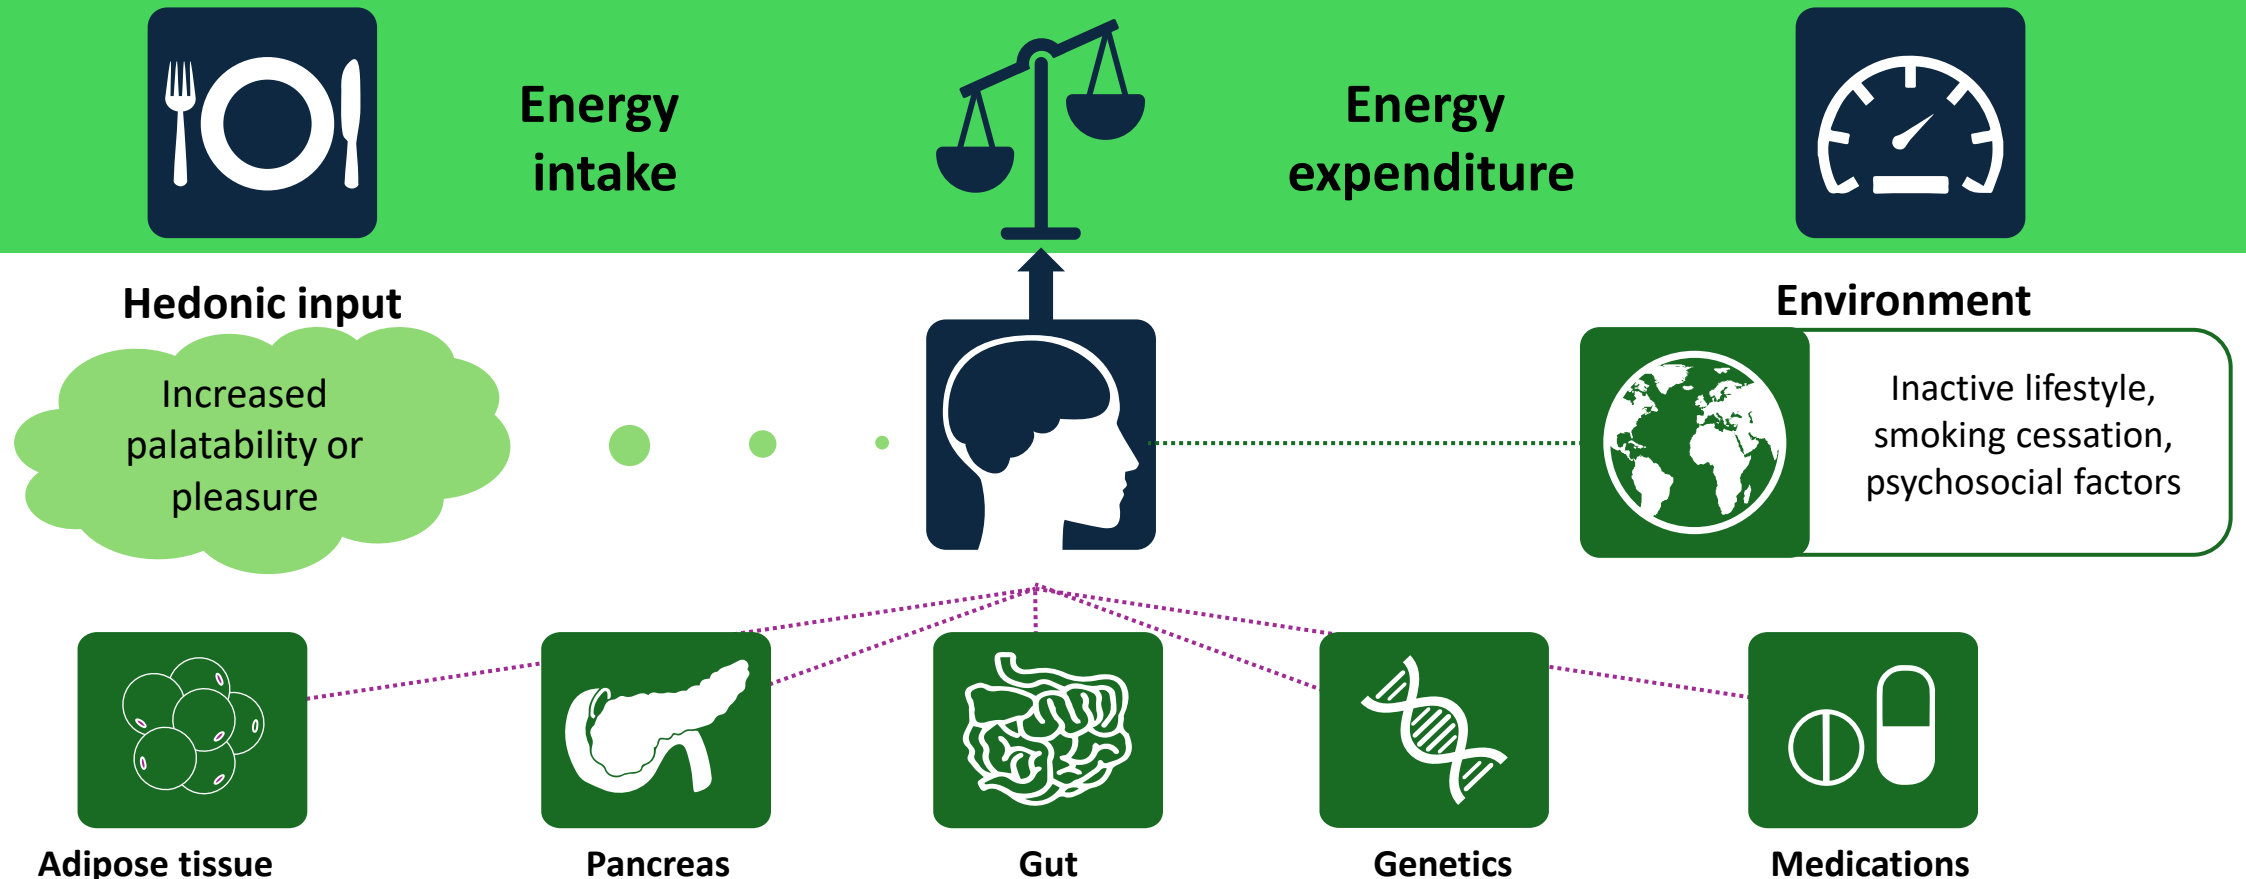 Energy
intake
Energy
expenditure
Hedonic input
Increased
palatability or
pleasure
Environment
Inactive lifestyle,
smoking cessation,
psychosocial factors
Adipose tissue
Pancreas
Gut
Genetics
Medications